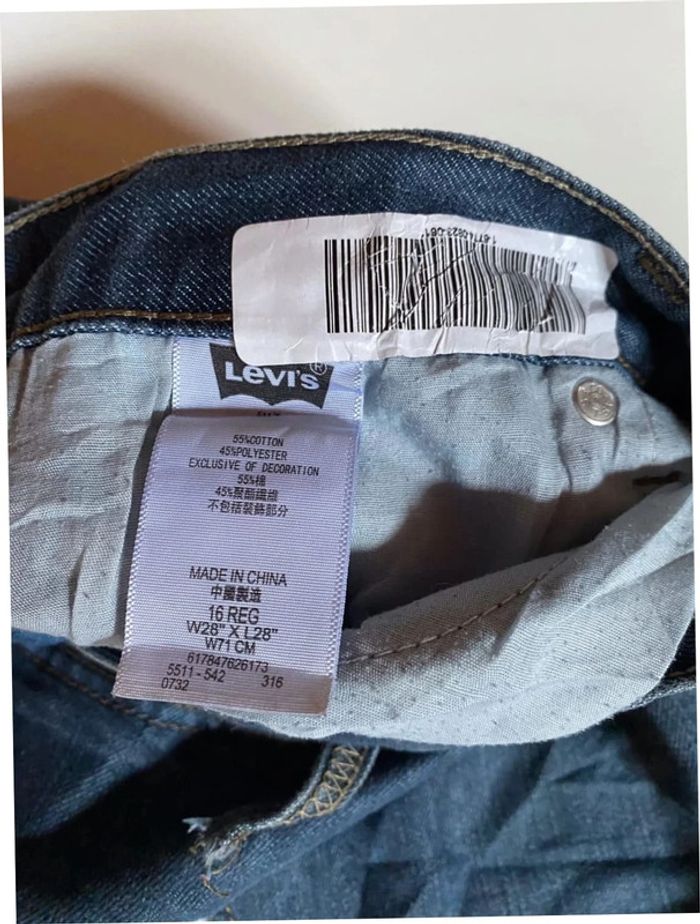 Levi's®
55%COTTON
45%POLYESTER
EXCLUSIVE OF DECORATION
55%棉
45%聚酯纖維
不包括裝飾部分
MADE IN CHINA
中國製造
16 REG
W28" X L28"
W71 CM
617847626173
5511-542 316
0732